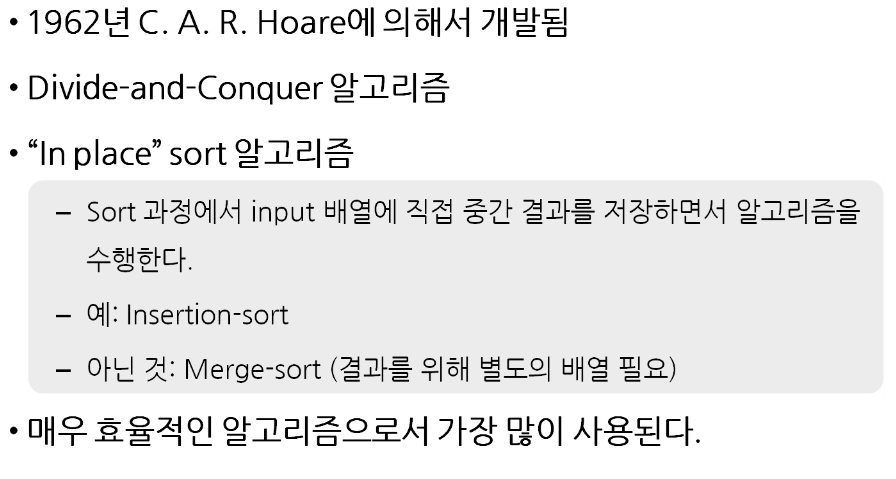 • 1962년 C. A. R. Hoare에 의해서 개발됨
• Divide-and-Conquer 알고리즘
• “In place” sort 알고리즘
– Sort 과정에서 input 배열에 직접 중간 결과를 저장하면서 알고리즘을
수행한다.
– 예: Insertion-sort
– 아닌 것: Merge-sort (결과를 위해 별도의 배열 필요)
• 매우 효율적인 알고리즘으로서 가장 많이 사용된다.